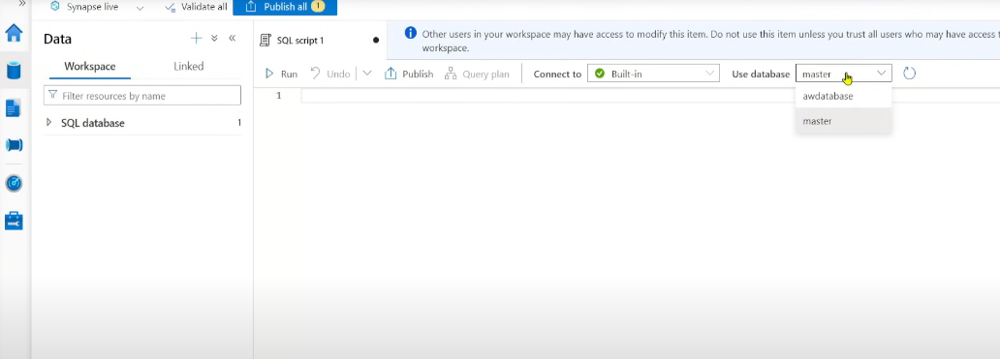 Synapse live
Validate all
Publish all 1
Data
Workspace
Linked
Filter resources by name
SQL database 1
SQL script 1
Other users in your workspace may have access to modify this item. Do not use this item unless you trust all users who may have access
workspace.
Run
Undo
Publish
Query plan
Connect to
Built-in
Use database
master
awdatabase
master
1